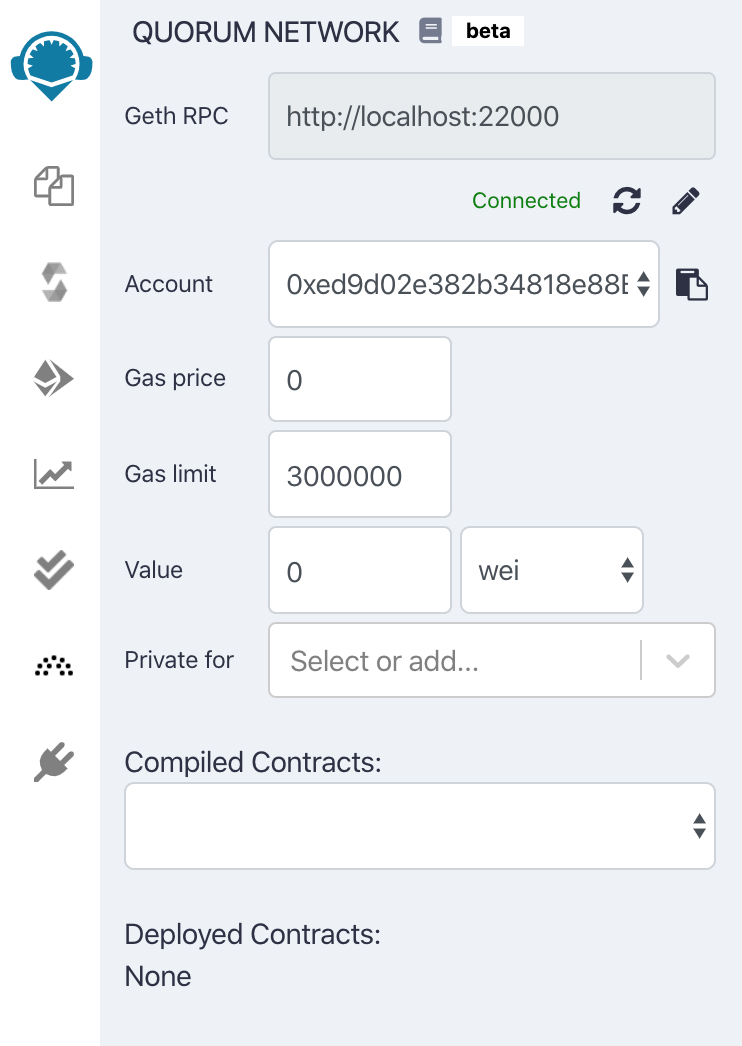 QUORUM NETWORK beta
Geth RPC http://localhost:22000
Connected
Account 0xed9d02e382b34818e88
Gas price 0
Gas limit 3000000
Value 0 wei
Private for Select or add...
Compiled Contracts:
Deployed Contracts:
None